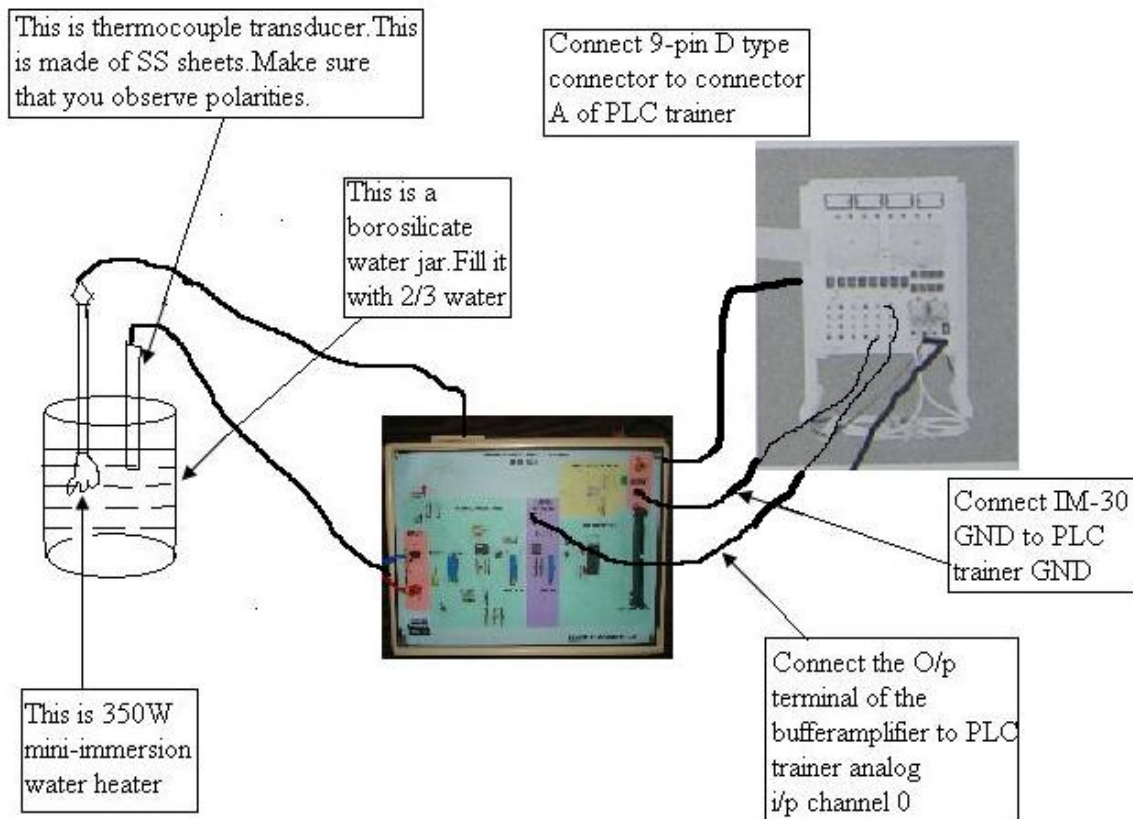 This is thermocouple transducer.This
is made of SS sheets.Make sure
that you observe polarities.
Connect 9-pin D type
connector to connector
A of PLC trainer
This is a
borosilicate
water jar.Fill it
with 2/3 water
Connect IM-30
GND to PLC
trainer GND
Connect the O/p
terminal of the
bufferamplifier to PLC
trainer analog
i/p channel 0
This is 350W
mini-immersion
water heater